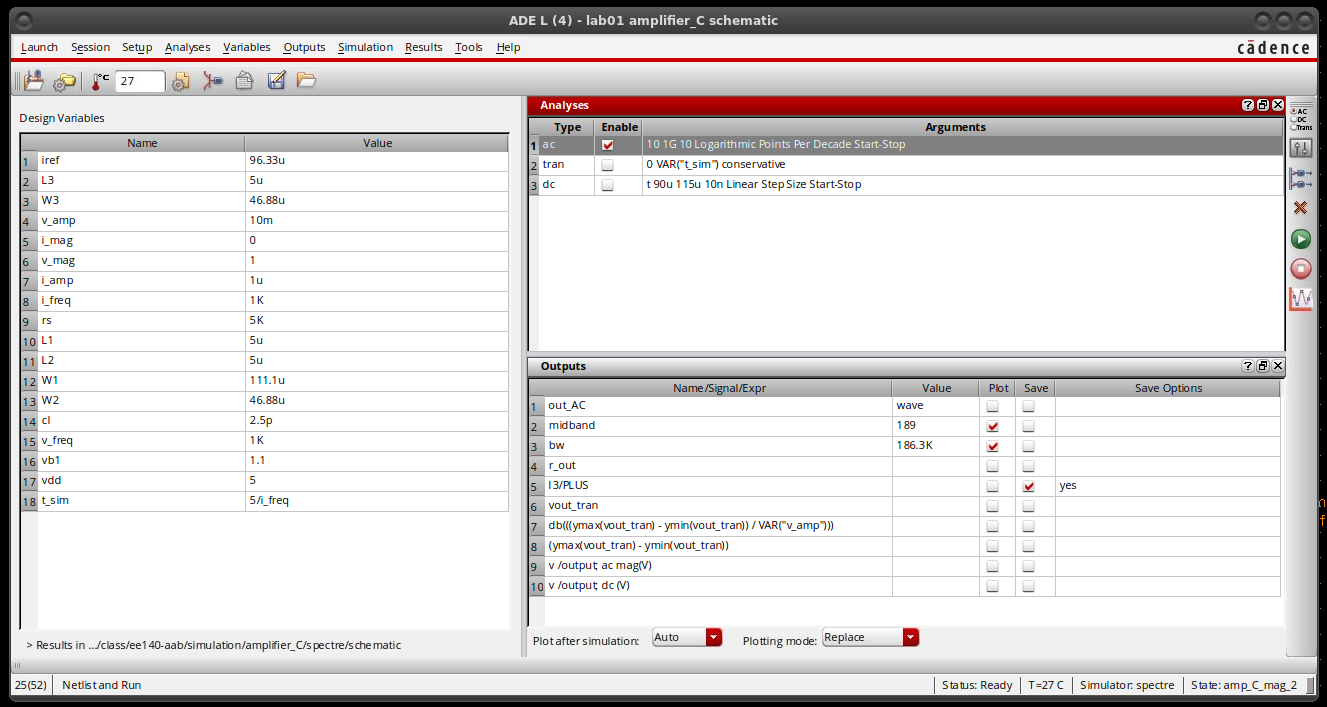 ADE L (4) - lab01 amplifier_C schematic
Launch Session Setup Analyses Variables Outputs Simulation Results Tools Help
cādence
°C 27
Design Variables
Name Value
1 iref 96.33u
2 L3 5u
3 W3 46.88u
4 v_amp 10m
5 i_mag 0
6 v_mag 1
7 i_amp 1u
8 i_freq 1K
9 rs 5K
10 L1 5u
11 L2 5u
12 W1 111.1u
13 W2 46.88u
14 cl 2.5p
15 v_freq 1K
16 vb1 1.1
17 vdd 5
18 t_sim 5/i_freq
> Results in .../class/ee140-aab/simulation/amplifier_C/spectre/schematic
Analyses
Type Enable Arguments
1 ac 10 1G 10 Logarithmic Points Per Decade Start-Stop
2 tran 0 VAR("t_sim") conservative
3 dc t 90u 115u 10n Linear Step Size Start-Stop
AC
DC
Trans
Outputs
Name/Signal/Expr Value Plot Save Save Options
1 out_AC wave
2 midband 189
3 bw 186.3K
4 r_out
5 I3/PLUS yes
6 vout_tran
7 db(((ymax(vout_tran) - ymin(vout_tran)) / VAR("v_amp")))
8 (ymax(vout_tran) - ymin(vout_tran))
9 v /output; ac mag(V)
10 v /output; dc (V)
Plot after simulation: Auto Plotting mode: Replace
25(52) Netlist and Run Status: Ready T=27 C Simulator: spectre State: amp_C_mag_2